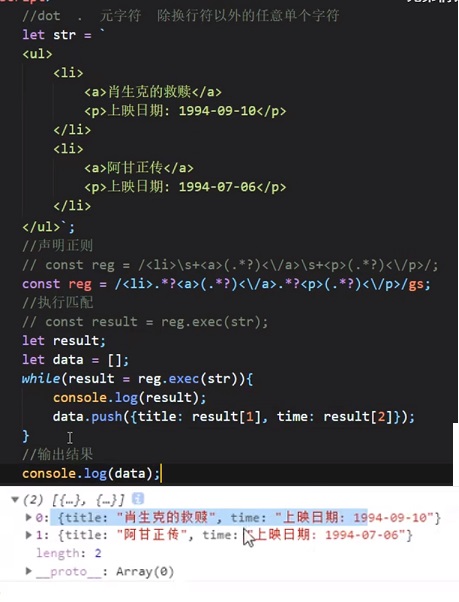 //dot . 元字符 除换行符以外的任意单个字符
let str = `
<ul>
<li>
<a>肖生克的救赎</a>
<p>上映日期: 1994-09-10</p>
</li>
<li>
<a>阿甘正传</a>
<p>上映日期: 1994-07-06</p>
</li>
</ul>`;
//声明正则
// const reg = /<li>\s+<a>(.*?)<\/a>\s+<p>(.*?)<\/p>/;
const reg = /<li>.*?<a>(.*?)<\/a>.*?<p>(.*?)<\/p>/gs;
//执行匹配
// const result = reg.exec(str);
let result;
let data = [];
while(result = reg.exec(str)){
console.log(result);
data.push({title: result[1], time: result[2]});
}
//输出结果
console.log(data);
(2) [{…}, {…}]
0: {title: "肖生克的救赎", time: "上映日期: 1994-09-10"}
1: {title: "阿甘正传", time: "上映日期: 1994-07-06"}
length: 2
__proto__: Array(0)